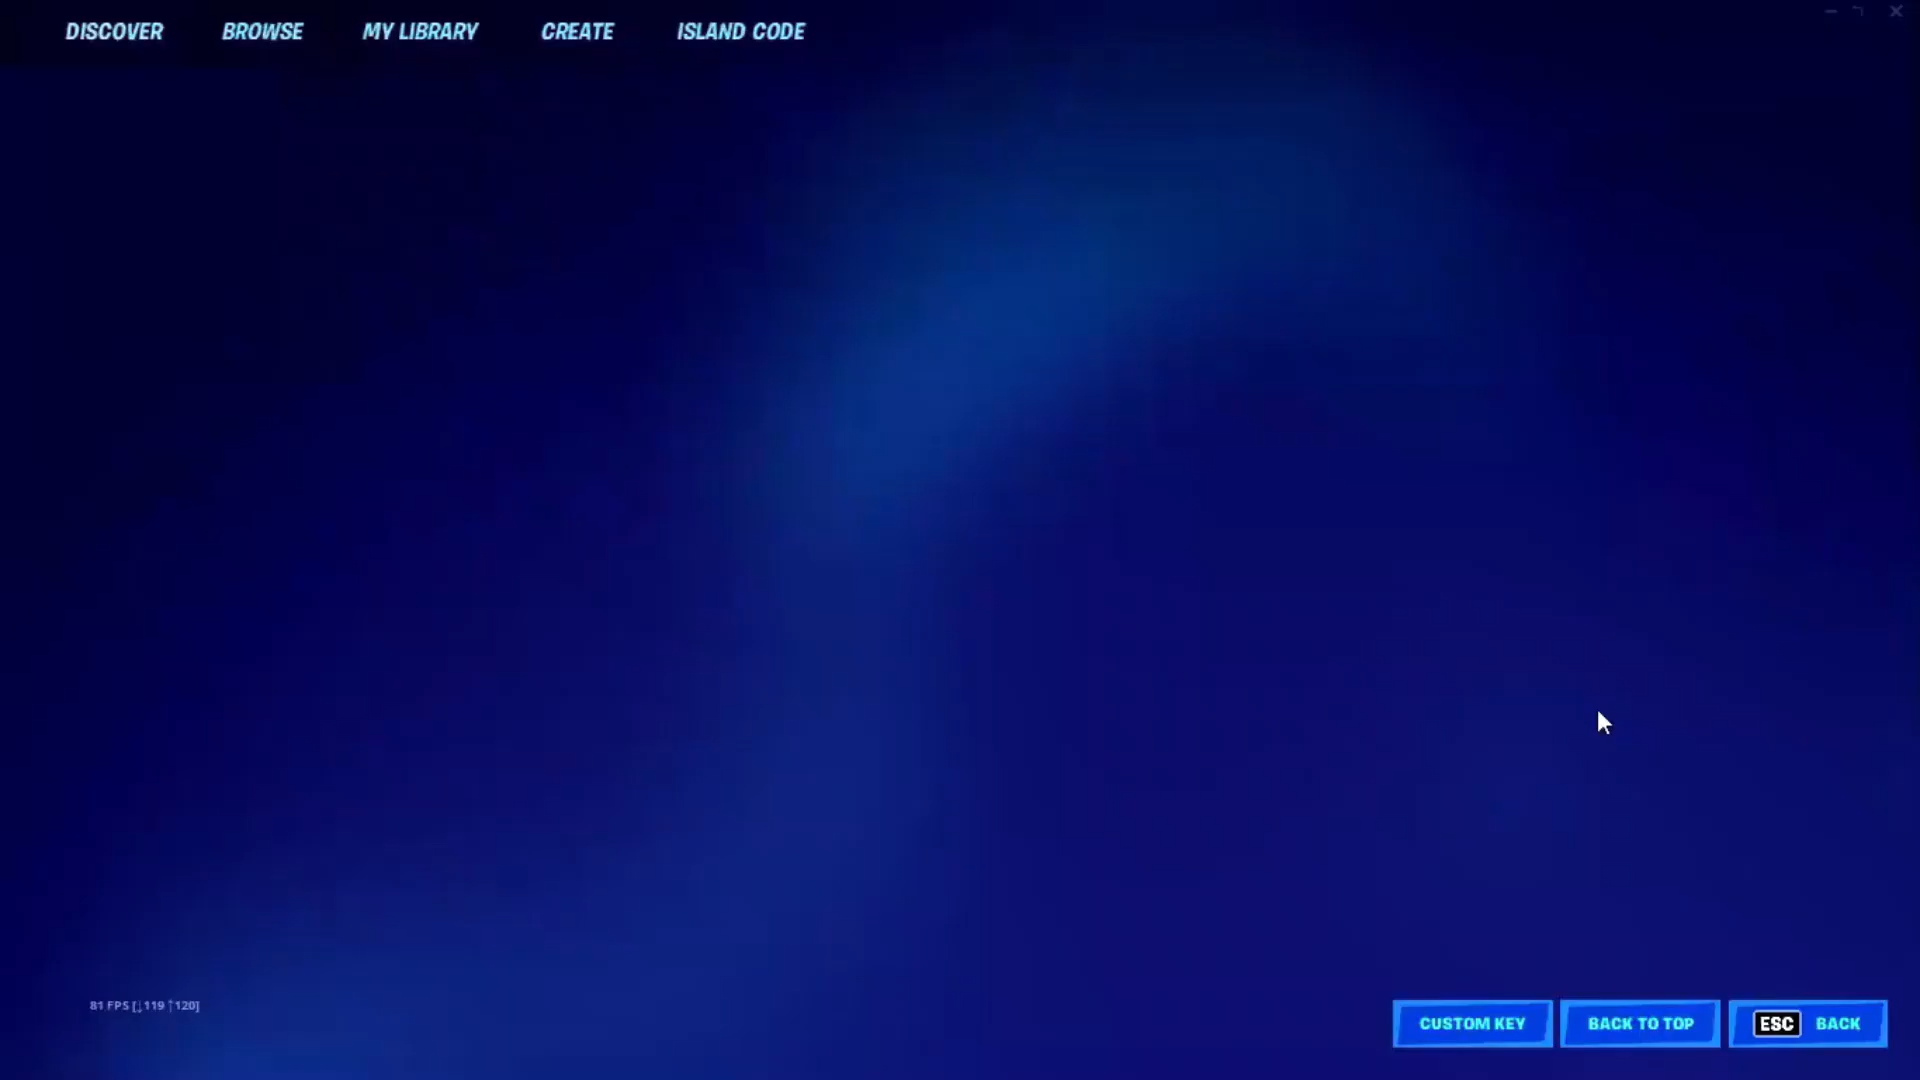 DISCOVER BROWSE MY LIBRARY CREATE ISLAND CODE
81 FPS [↓119 ↑120]
CUSTOM KEY BACK TO TOP ESC BACK